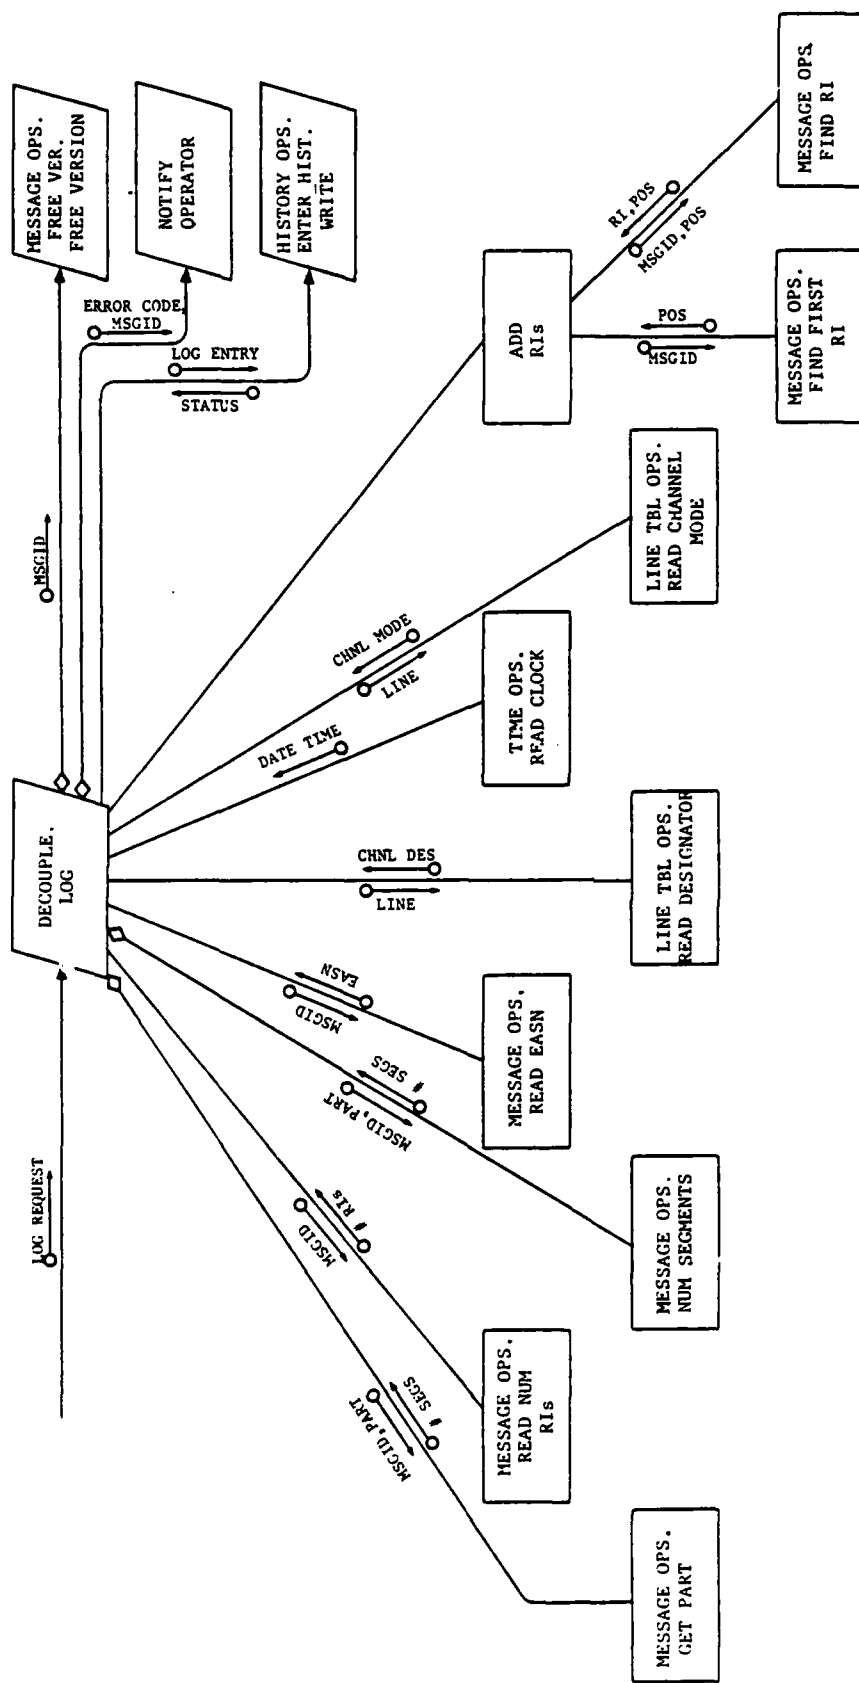 LOG REQUEST
DECOUPLE.
LOG
MSGID
MESSAGE OPS.
FREE VER.
FREE VERSION
ERROR CODE,
MSGID
NOTIFY
OPERATOR
LOG ENTRY
STATUS
HISTORY OPS.
ENTER HIST.
WRITE
MSGID,PART
# SEGS
MESSAGE OPS.
GET PART
MSGID
# RIs
MESSAGE OPS.
READ NUM
RIs
MSGID,PART
# SEGS
MESSAGE OPS.
NUM SEGMENTS
MSGID
EASN
MESSAGE OPS.
READ EASN
LINE
CHNL DES
LINE TBL OPS.
READ DESIGNATOR
DATE TIME
TIME OPS.
READ CLOCK
LINE
CHNL MODE
LINE TBL OPS.
READ CHANNEL
MODE
ADD
RIs
MSGID
POS
MESSAGE OPS.
FIND FIRST
RI
MSGID,POS
RI,POS
MESSAGE OPS.
FIND RI